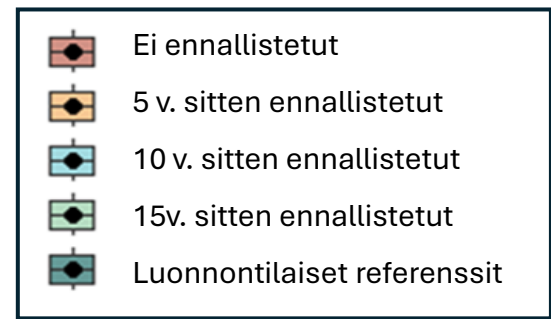 Ei ennallistetut
5 v. sitten ennallistetut
10 v. sitten ennallistetut
15v. sitten ennallistetut
Luonnontilaiset referenssit